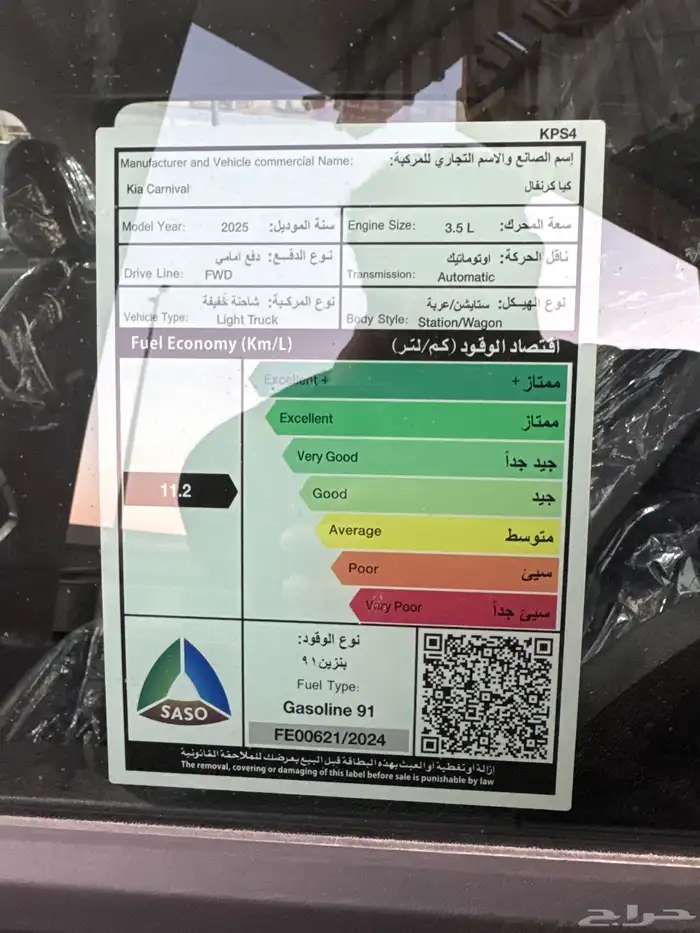 KPS4
Manufacturer and Vehicle commercial Name: إسم الصانع والاسم التجاري للمركبة:
Kia Carnival كيا كرنفال
Model Year: 2025 سنة الموديل:
Engine Size: 3.5 L سعة المحرك:
نوع الدفع: دفع امامي
Drive Line: FWD
ناقل الحركة: اوتوماتيك
Transmission: Automatic
نوع المركبة: شاحنة خفيفة
Vehicle Type: Light Truck
نوع الهيكل: ستايشن/عربة
Body Style: Station/Wagon
Fuel Economy (Km/L) اقتصاد الوقود (كم/لتر)
Excellent + ممتاز +
Excellent ممتاز
Very Good جيد جداً
11.2
Good جيد
Average متوسط
Poor سيئ
Very Poor سيئ جداً
SASO
نوع الوقود:
بنزين ٩١
Fuel Type:
Gasoline 91
FE00621/2024
إزالة أو تغطية أو العبث بهذه البطاقة قبل البيع يعرضك للملاحقة القانونية
The removal, covering or damaging of this label before sale is punishable by law
حراج